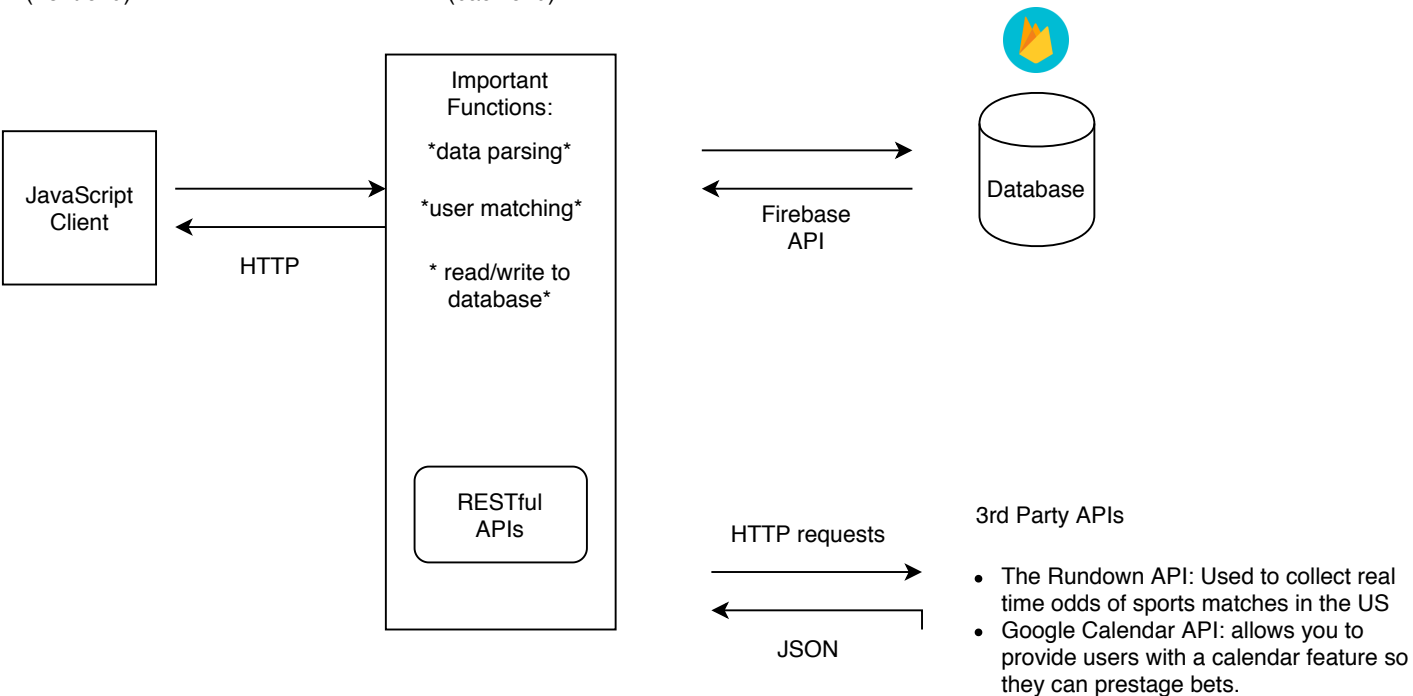 Important
Functions:
*data parsing*
*user matching*
* read/write to
database*
JavaScript
Client
HTTP
Firebase
API
Database
RESTful
APIs
HTTP requests
JSON
3rd Party APIs
• The Rundown API: Used to collect real
time odds of sports matches in the US
• Google Calendar API: allows you to
provide users with a calendar feature so
they can prestage bets.